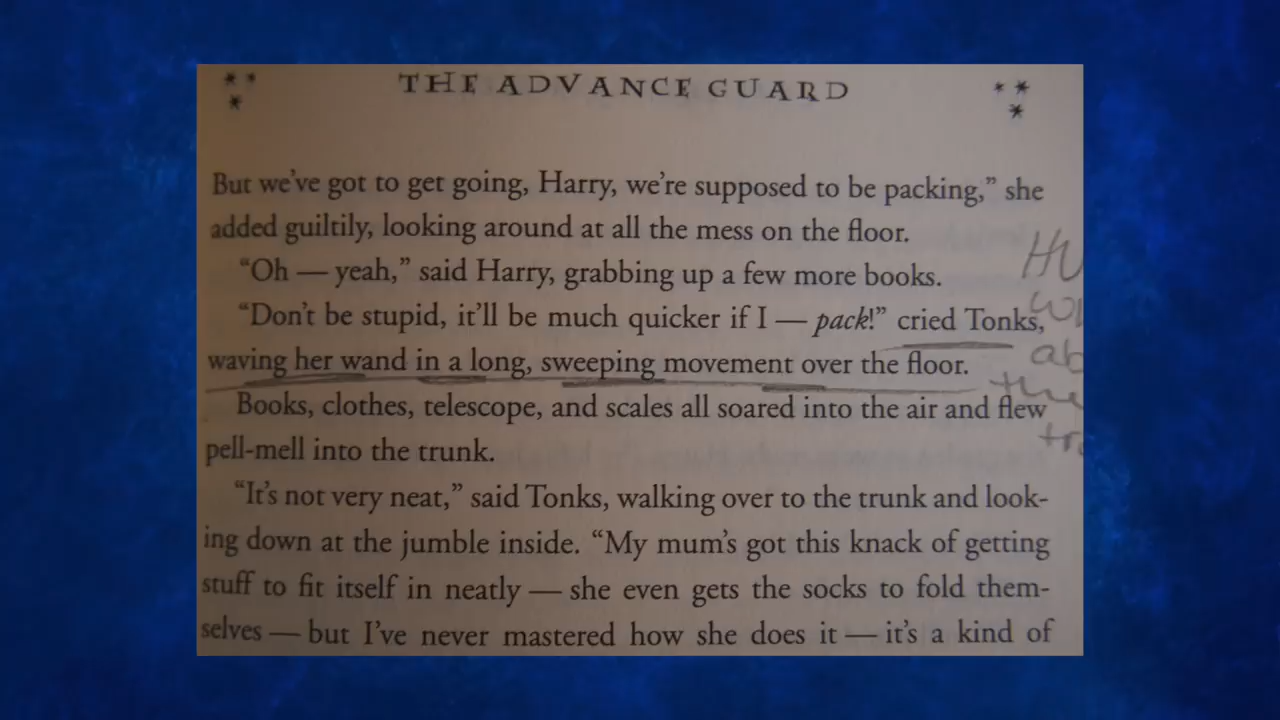 THE ADVANCE GUARD
But we've got to get going, Harry, we're supposed to be packing,” she
added guiltily, looking around at all the mess on the floor.
“Oh — yeah,” said Harry, grabbing up a few more books.
“Don't be stupid, it'll be much quicker if I — pack!” cried Tonks,
waving her wand in a long, sweeping movement over the floor.
Books, clothes, telescope, and scales all soared into the air and flew
pell-mell into the trunk.
“It's not very neat,” said Tonks, walking over to the trunk and look-
ing down at the jumble inside. “My mum's got this knack of getting
stuff to fit itself in neatly — she even gets the socks to fold them-
selves — but I've never mastered how she does it — it's a kind of